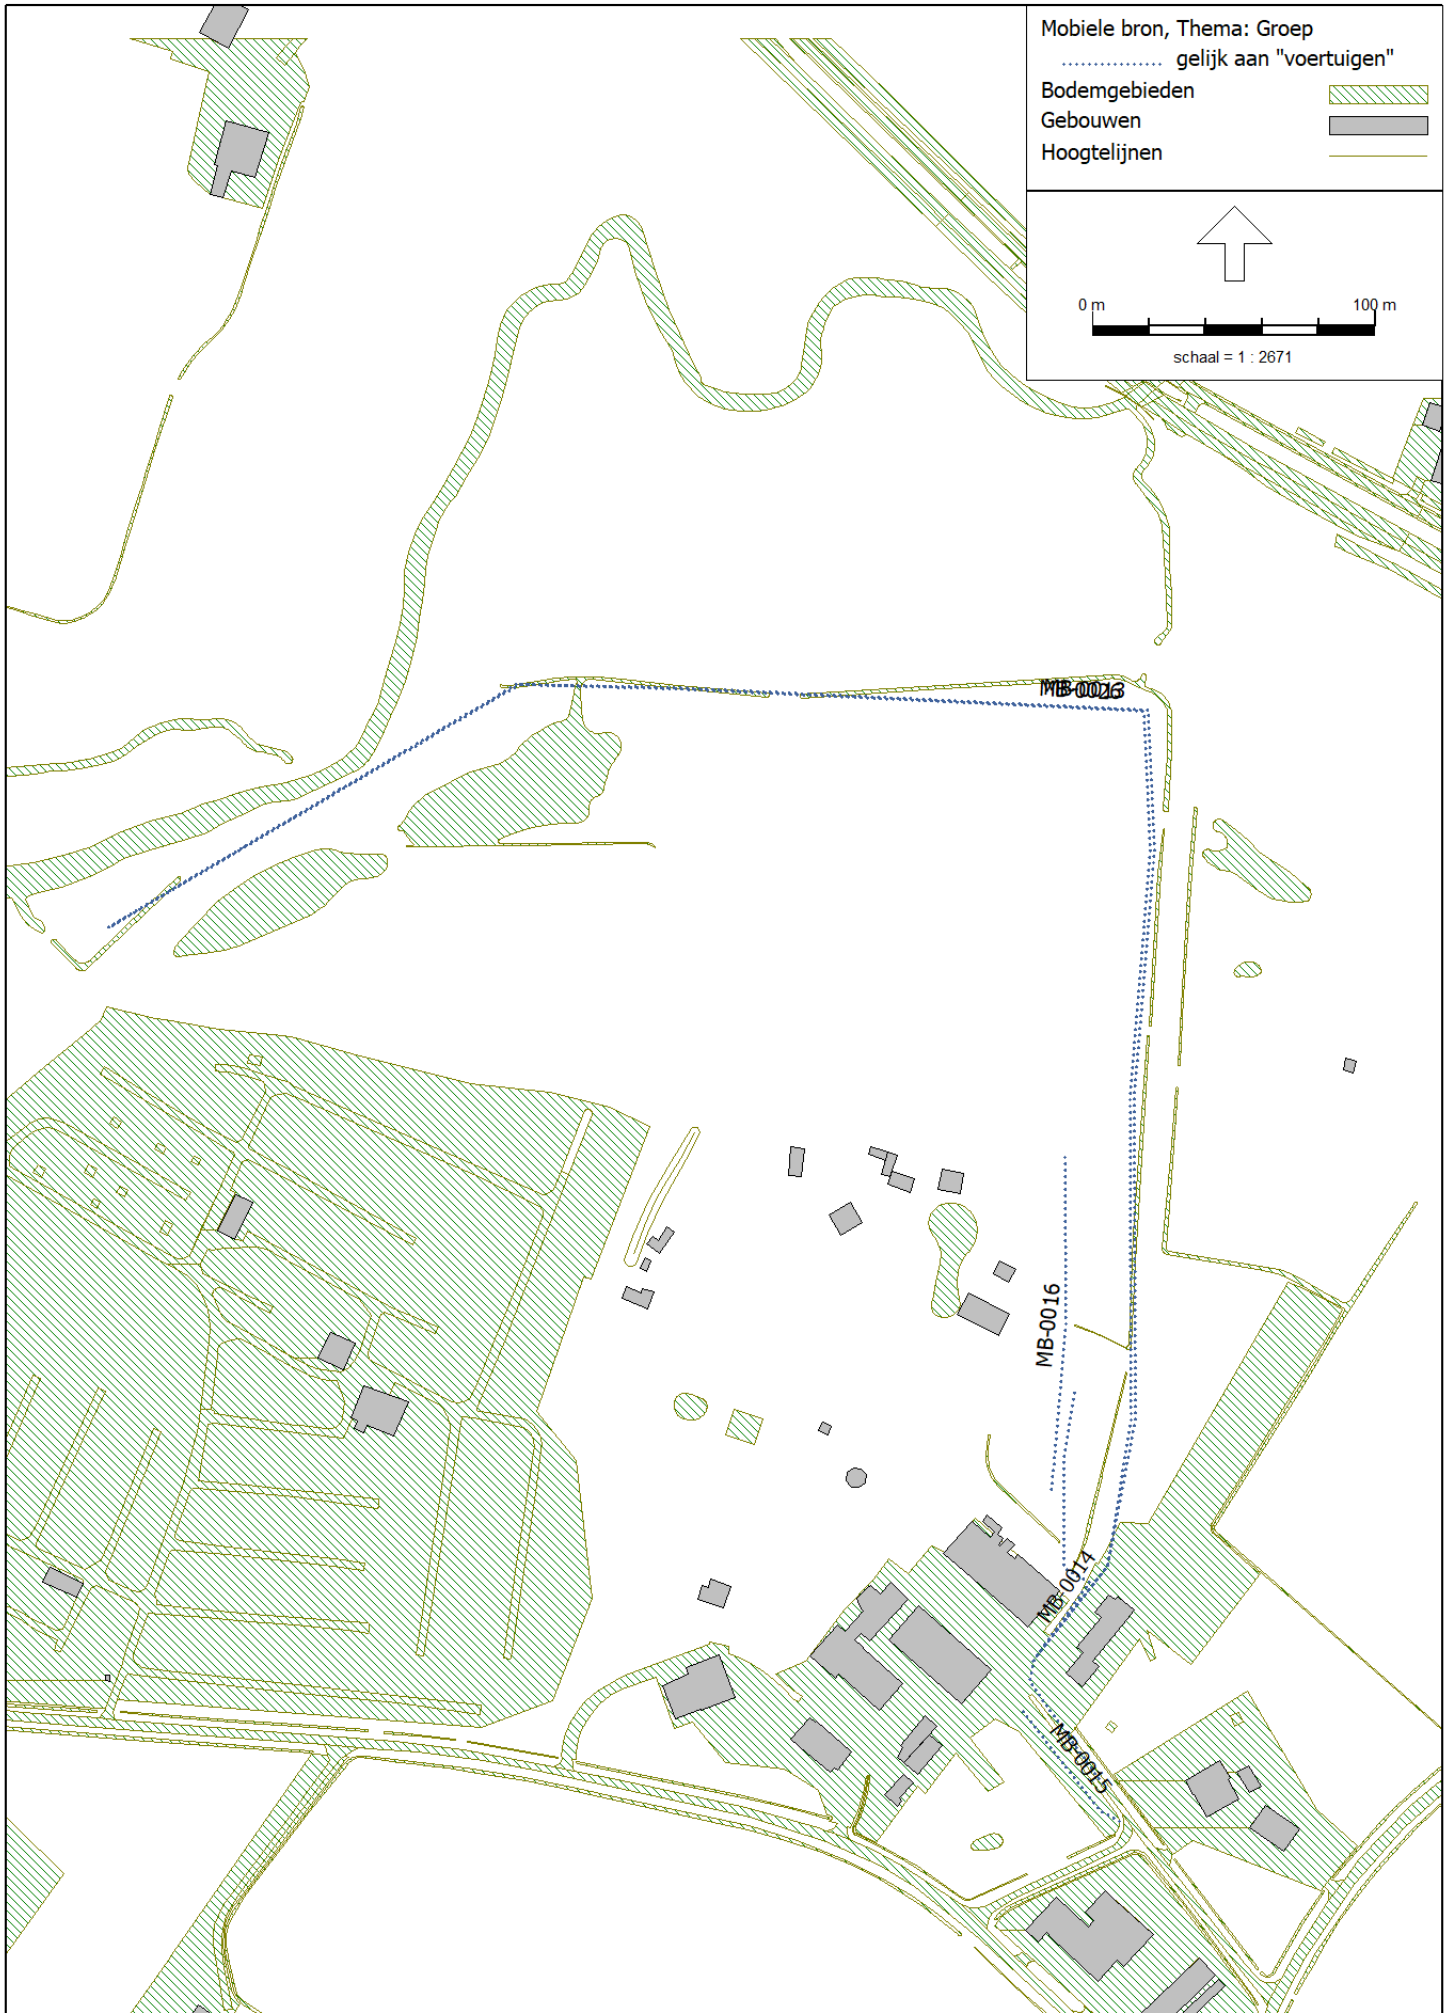 Mobiele bron, Thema: Groep
gelijk aan "voertuigen"
Bodemgebieden
Gebouwen
Hoogtelijnen
0 m 100 m
schaal = 1 : 2671
MB-0016
MB-0014
MB-0015